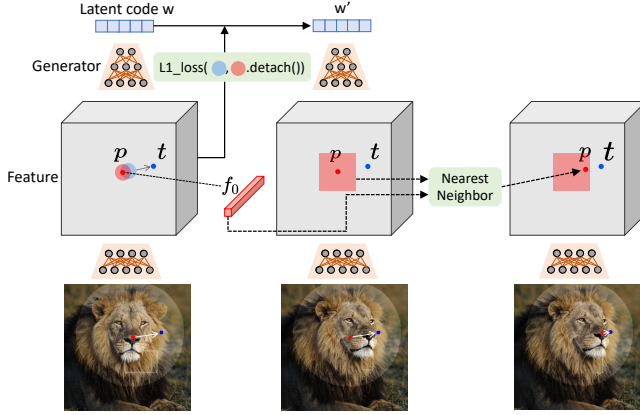 Latent code w
w'
Generator
L1_loss( , .detach())
p
t
p
t
p
t
Feature
f0
Nearest
Neighbor